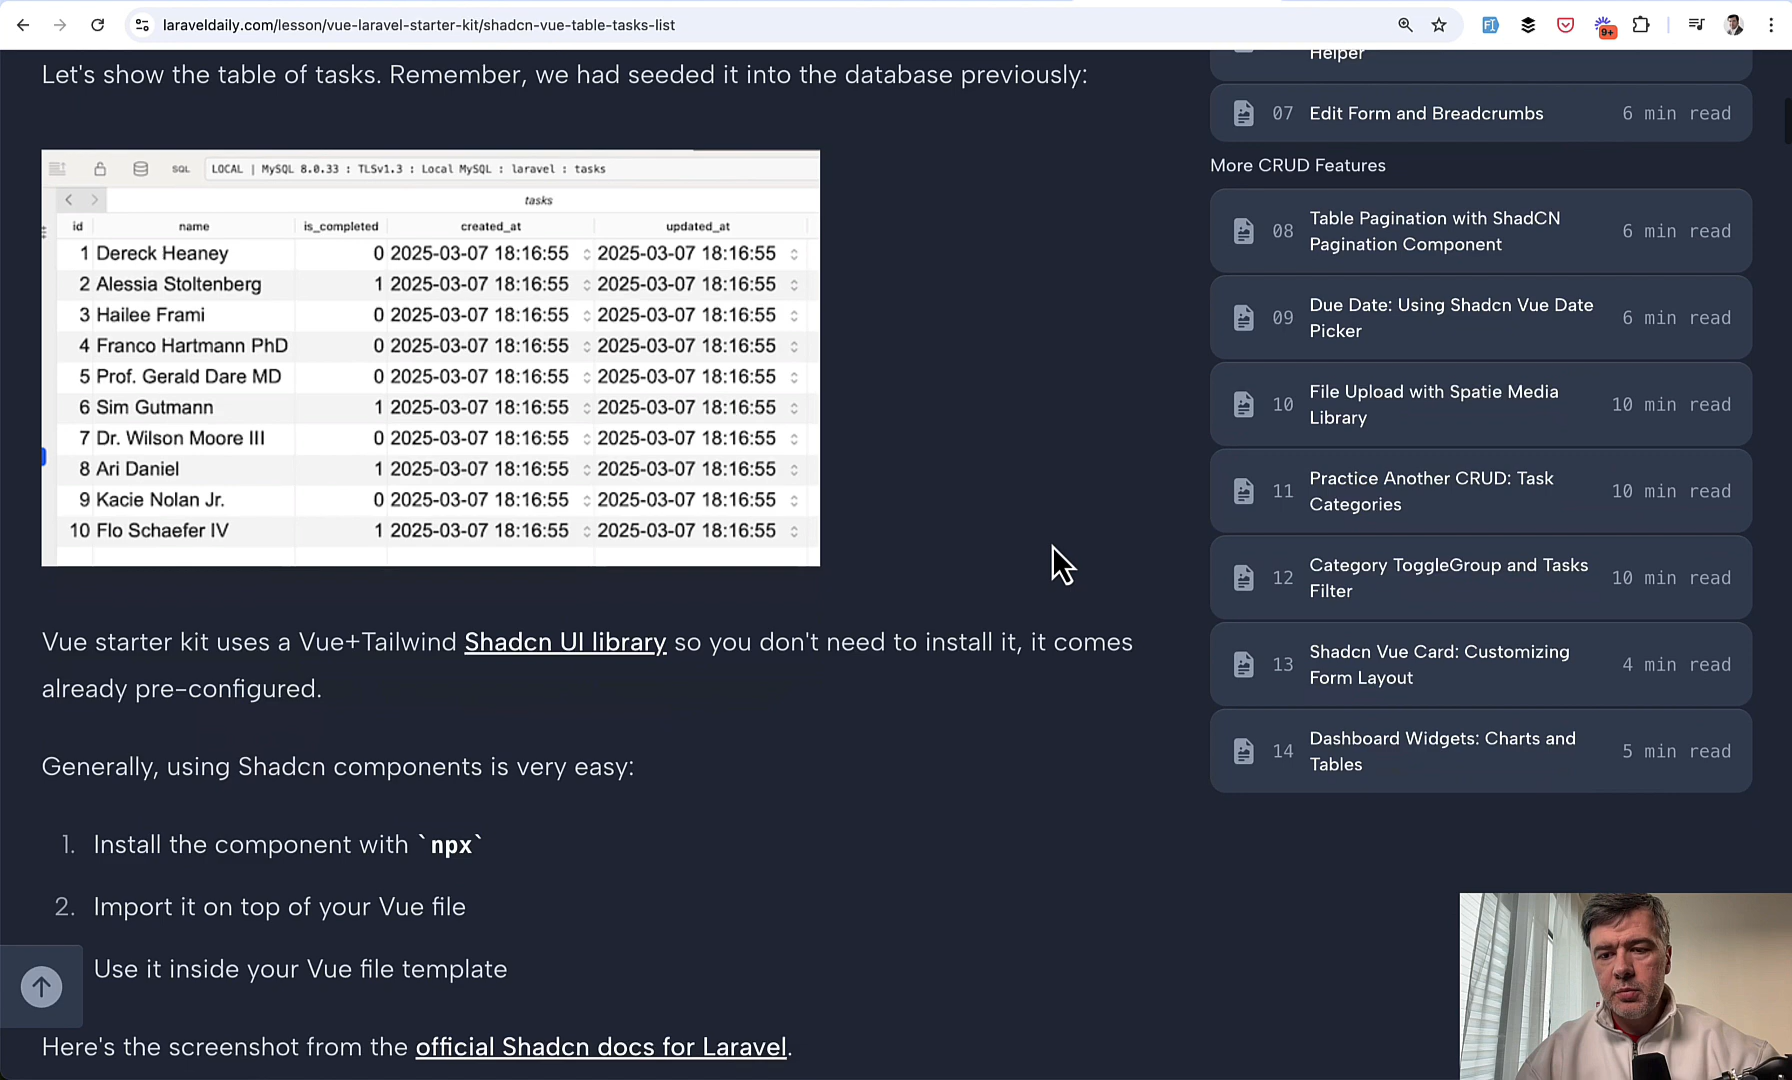 laraveldaily.com/lesson/vue-laravel-starter-kit/shadcn-vue-table-tasks-list
9+
Let's show the table of tasks. Remember, we had seeded it into the database previously:
SQL LOCAL | MySQL 8.0.33 : TLSv1.3 : Local MySQL : laravel : tasks
tasks
id name is_completed created_at updated_at
1 Dereck Heaney 0 2025-03-07 18:16:55 2025-03-07 18:16:55
2 Alessia Stoltenberg 1 2025-03-07 18:16:55 2025-03-07 18:16:55
3 Hailee Frami 0 2025-03-07 18:16:55 2025-03-07 18:16:55
4 Franco Hartmann PhD 0 2025-03-07 18:16:55 2025-03-07 18:16:55
5 Prof. Gerald Dare MD 0 2025-03-07 18:16:55 2025-03-07 18:16:55
6 Sim Gutmann 1 2025-03-07 18:16:55 2025-03-07 18:16:55
7 Dr. Wilson Moore III 0 2025-03-07 18:16:55 2025-03-07 18:16:55
8 Ari Daniel 1 2025-03-07 18:16:55 2025-03-07 18:16:55
9 Kacie Nolan Jr. 0 2025-03-07 18:16:55 2025-03-07 18:16:55
10 Flo Schaefer IV 1 2025-03-07 18:16:55 2025-03-07 18:16:55
Vue starter kit uses a Vue+Tailwind Shadcn UI library so you don't need to install it, it comes
already pre-configured.
Generally, using Shadcn components is very easy:
1. Install the component with `npx`
2. Import it on top of your Vue file
Use it inside your Vue file template
Here's the screenshot from the official Shadcn docs for Laravel.
Helper
07 Edit Form and Breadcrumbs 6 min read
More CRUD Features
08 Table Pagination with ShadCN
Pagination Component 6 min read
09 Due Date: Using Shadcn Vue Date
Picker 6 min read
10 File Upload with Spatie Media
Library 10 min read
11 Practice Another CRUD: Task
Categories 10 min read
12 Category ToggleGroup and Tasks
Filter 10 min read
13 Shadcn Vue Card: Customizing
Form Layout 4 min read
14 Dashboard Widgets: Charts and
Tables 5 min read